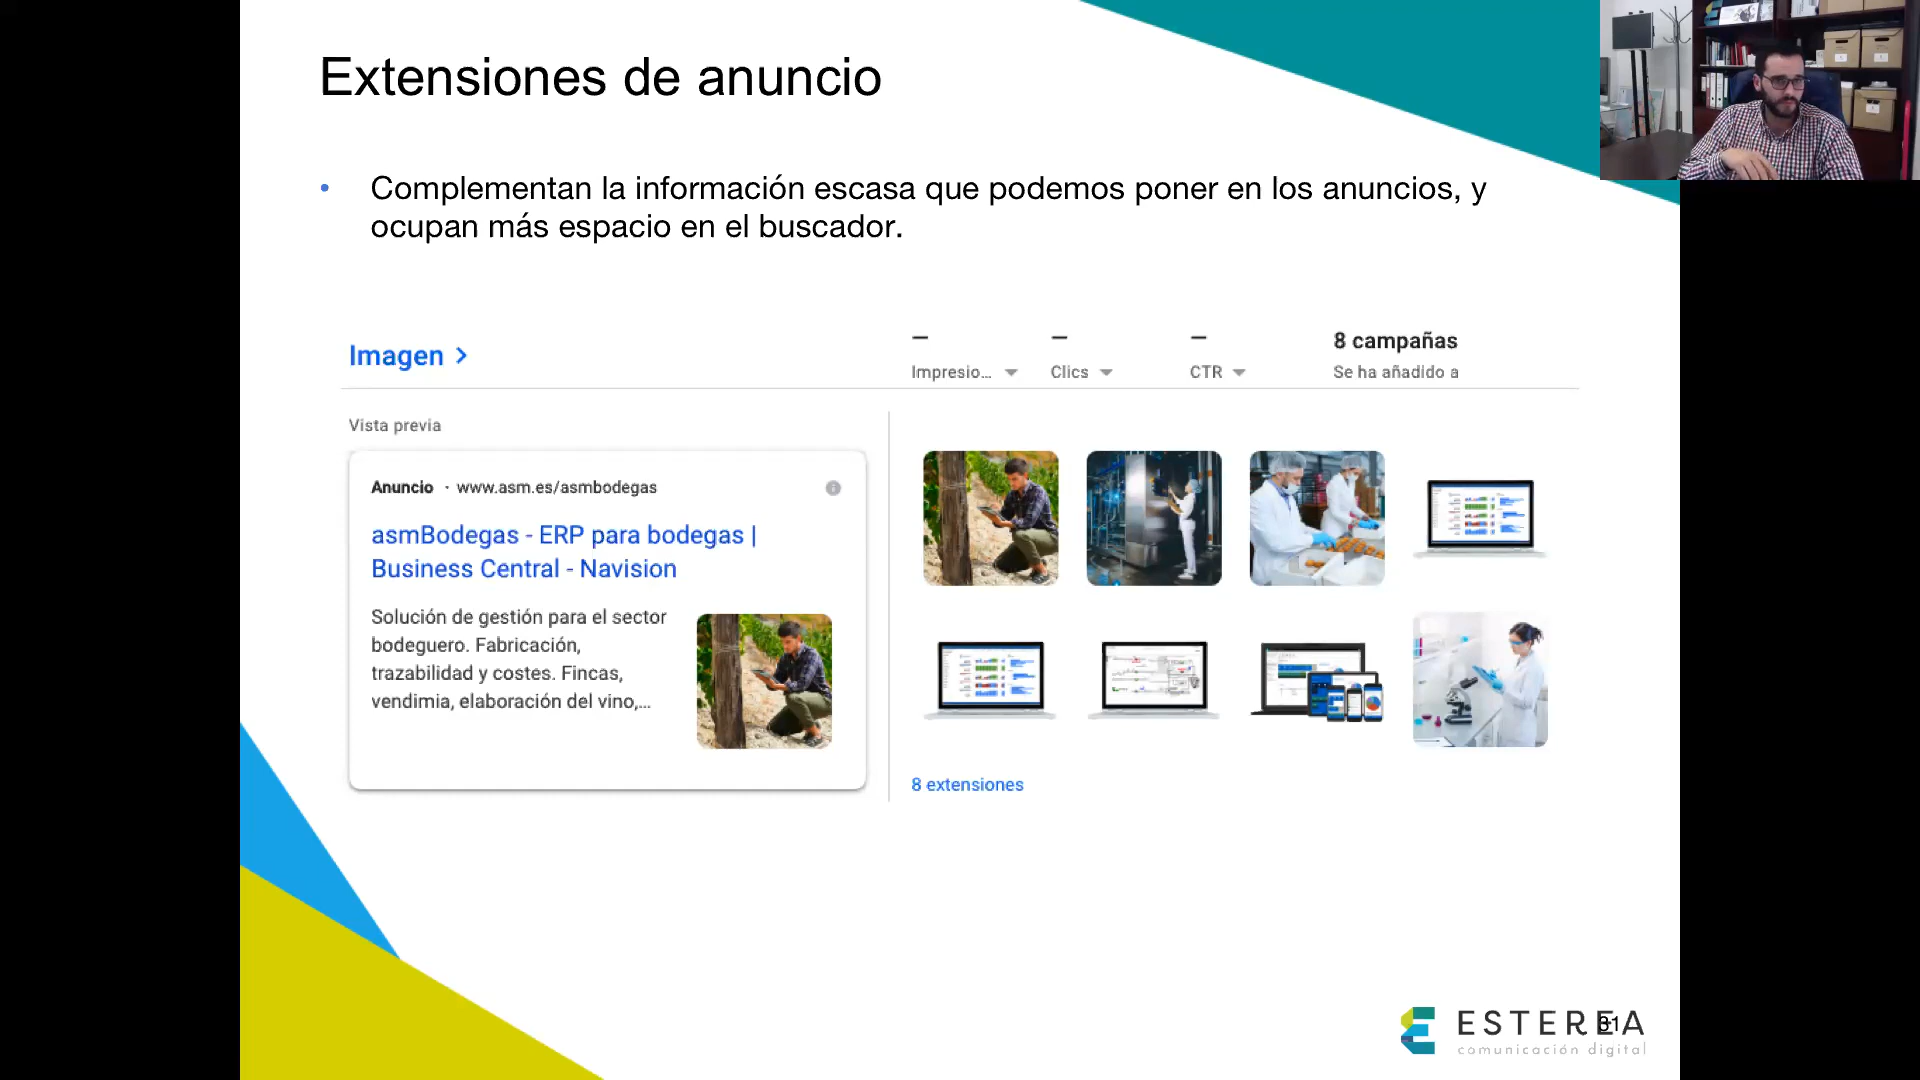 Extensiones de anuncio
• Complementan la información escasa que podemos poner en los anuncios, y
ocupan más espacio en el buscador.
Imagen >
–
Impresio...
–
Clics
–
CTR
8 campañas
Se ha añadido a
Vista previa
Anuncio · www.asm.es/asmbodegas
asmBodegas - ERP para bodegas |
Business Central - Navision
Solución de gestión para el sector
bodeguero. Fabricación,
trazabilidad y costes. Fincas,
vendimia, elaboración del vino,...
8 extensiones
ESTEREA
comunicación digital
31